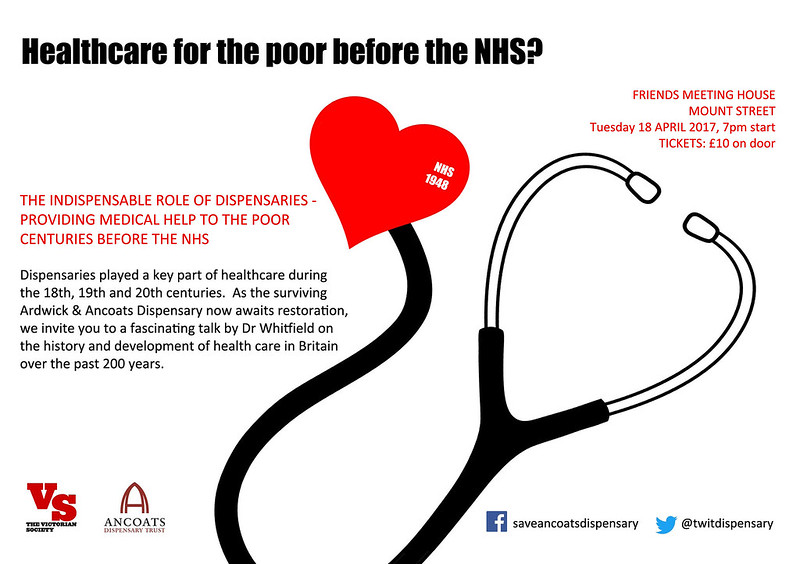 Healthcare for the poor before the NHS?
FRIENDS MEETING HOUSE
MOUNT STREET
Tuesday 18 APRIL 2017, 7pm start
TICKETS: £10 on door
NHS
1948
THE INDISPENSABLE ROLE OF DISPENSARIES -
PROVIDING MEDICAL HELP TO THE POOR
CENTURIES BEFORE THE NHS
Dispensaries played a key part of healthcare during
the 18th, 19th and 20th centuries.  As the surviving
Ardwick & Ancoats Dispensary now awaits restoration,
we invite you to a fascinating talk by Dr Whitfield on
the history and development of health care in Britain
over the past 200 years.
VS
THE VICTORIAN
SOCIETY
ANCOATS
DISPENSARY TRUST
f saveancoatsdispensary
@twitdispensary